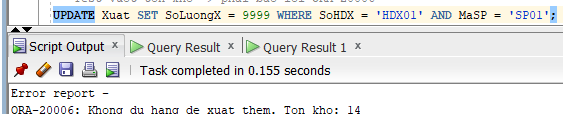 UPDATE Xuat SET SoLuongX = 9999 WHERE SoHDX = 'HDX01' AND MaSP = 'SP01';
Script Output x Query Result x Query Result 1 x
Task completed in 0.155 seconds
Error report -
ORA-20006: Khong du hang de xuat them. Ton kho: 14